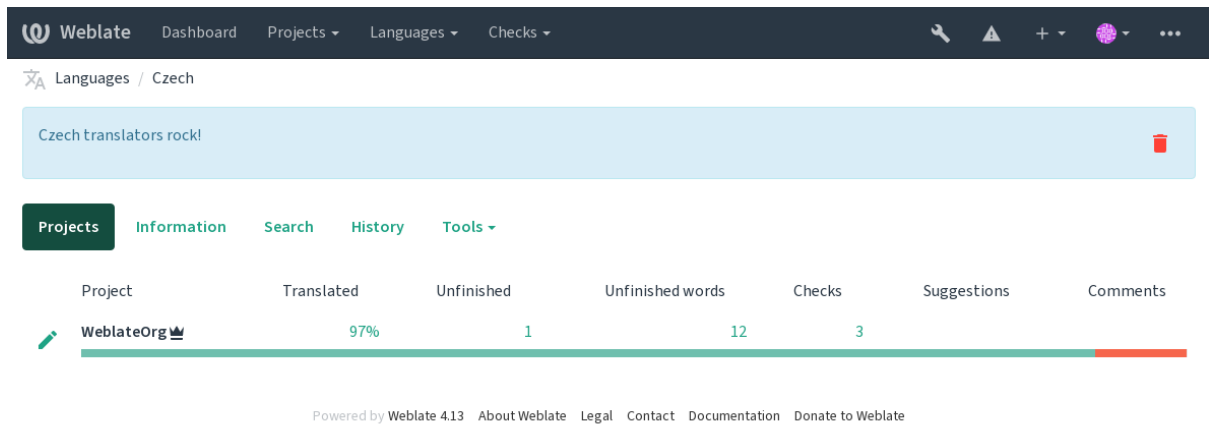 Weblate Dashboard Projects Languages Checks
Languages / Czech
Czech translators rock!
Projects Information Search History Tools
Project Translated Unfinished Unfinished words Checks Suggestions Comments
WeblateOrg 97% 1 12 3
Powered by Weblate 4.13 About Weblate Legal Contact Documentation Donate to Weblate